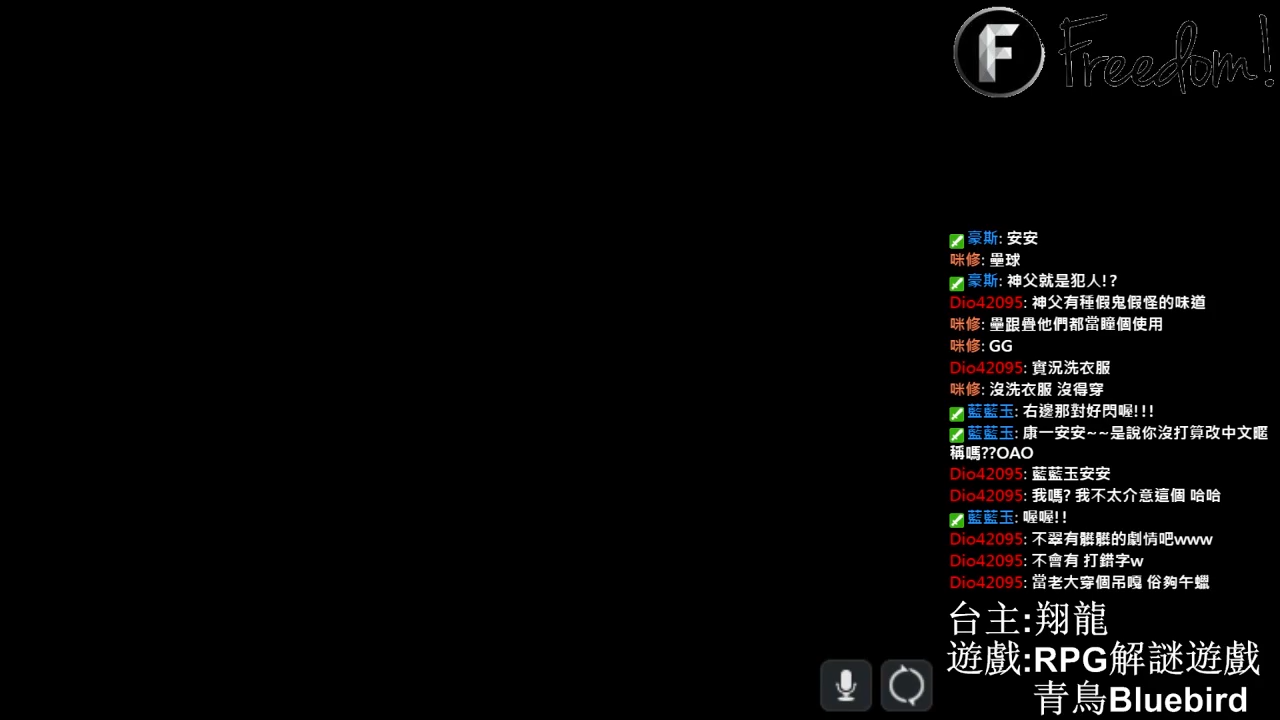 F Freedom!
豪斯: 安安
咪修: 壘球
豪斯: 神父就是犯人!?
Dio42095: 神父有種假鬼假怪的味道
咪修: 壘跟疊他們都當瞳個使用
咪修: GG
Dio42095: 實況洗衣服
咪修: 沒洗衣服 沒得穿
藍藍玉: 右邊那對好閃喔!!!
藍藍玉: 康一安安~~是說你沒打算改中文暱
稱嗎??OAO
Dio42095: 藍藍玉安安
Dio42095: 我嗎? 我不太介意這個 哈哈
藍藍玉: 喔喔!!
Dio42095: 不翠有髒髒的劇情吧www
Dio42095: 不會有 打錯字w
Dio42095: 當老大穿個吊嘎 俗夠午蠟
台主:翔龍
遊戲:RPG解謎遊戲
青鳥Bluebird